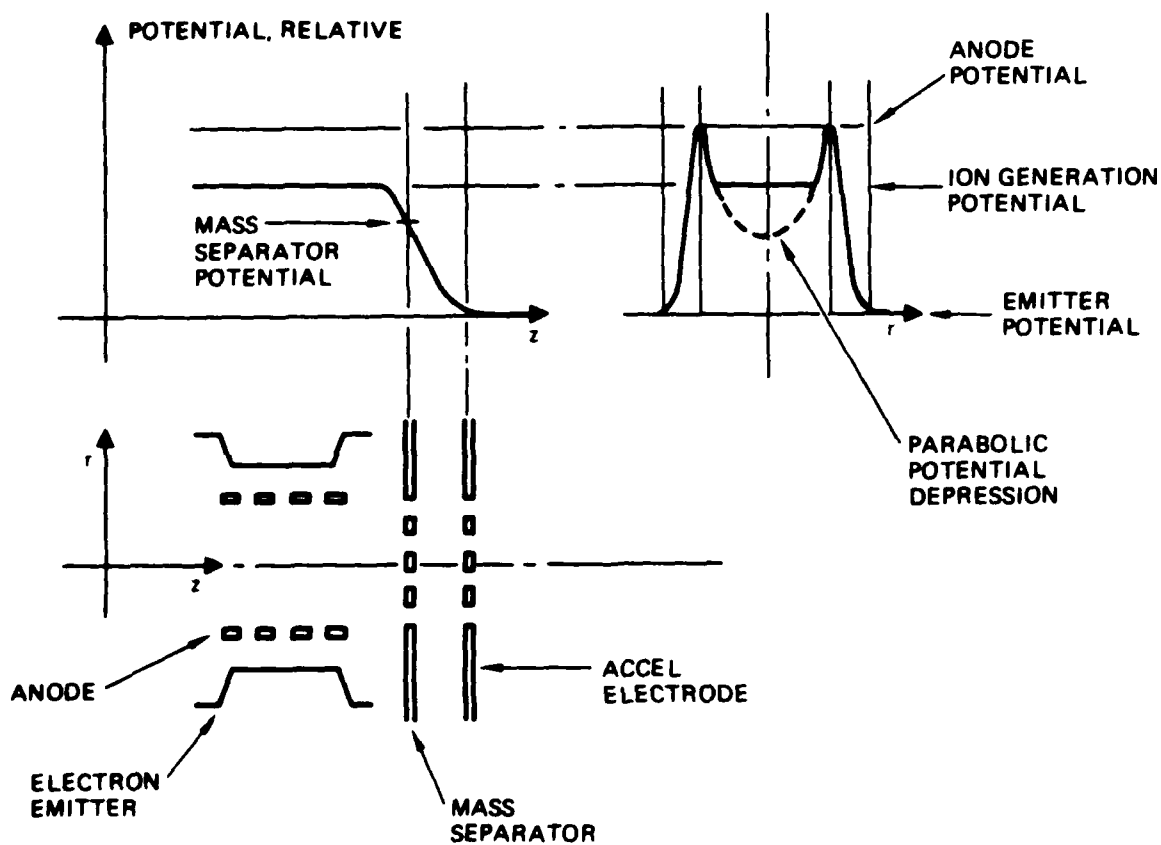 POTENTIAL, RELATIVE
ANODE
POTENTIAL
MASS
SEPARATOR
POTENTIAL
ION GENERATION
POTENTIAL
z
r
EMITTER
POTENTIAL
PARABOLIC
POTENTIAL
DEPRESSION
r
z
ANODE
ACCEL
ELECTRODE
ELECTRON
EMITTER
MASS
SEPARATOR